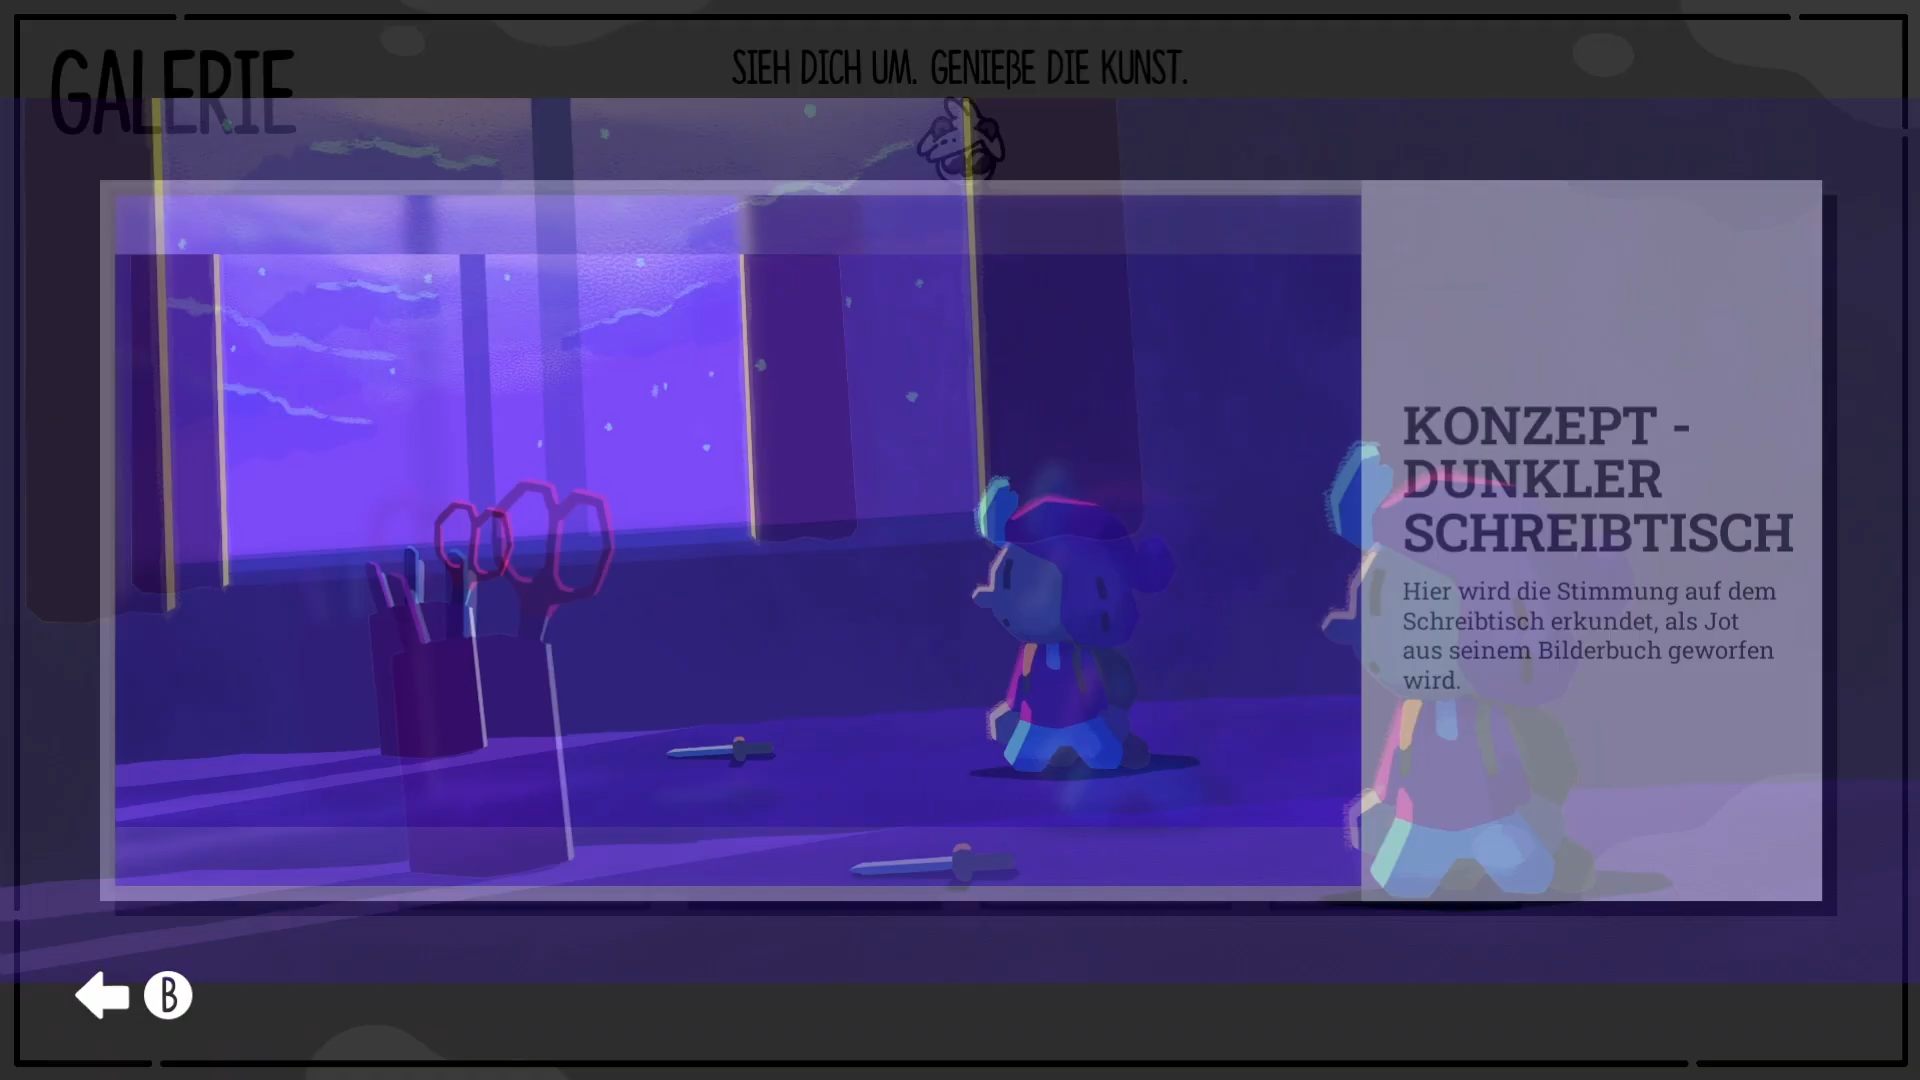 GALERIE
SIEH DICH UM. GENIEẞE DIE KUNST.
KONZEPT -
DUNKLER
SCHREIBTISCH
Hier wird die Stimmung auf dem
Schreibtisch erkundet, als Jot
aus seinem Bilderbuch geworfen
wird.
B